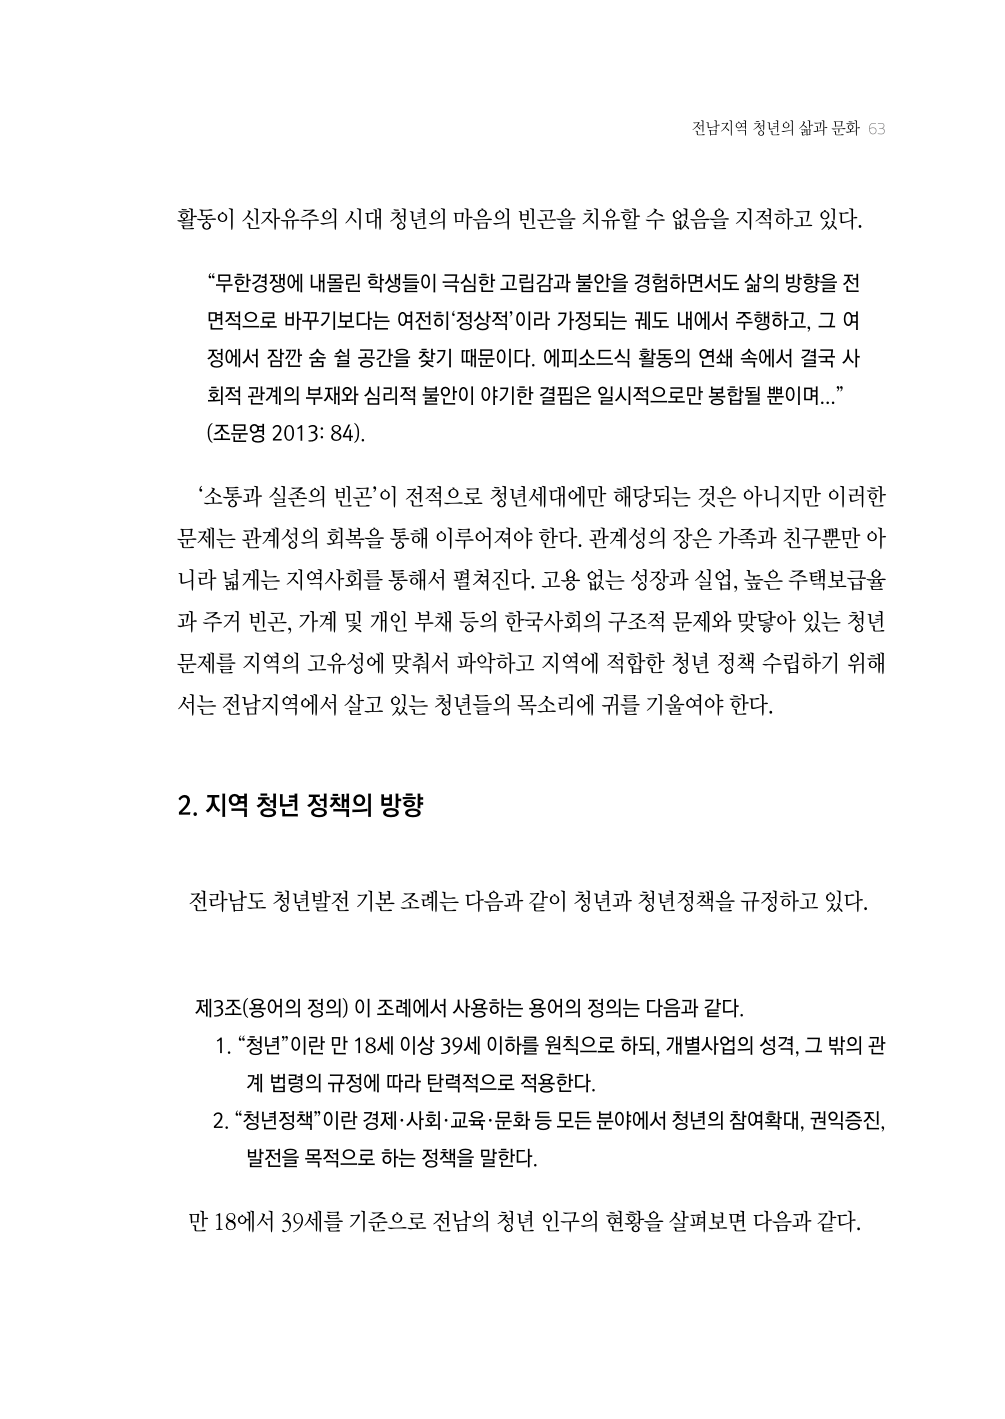 전남지역 청년의 삶과 문화 63
활동이 신자유주의 시대 청년의 마음의 빈곤을 치유할 수 없음을 지적하고 있다.
“무한경쟁에 내몰린 학생들이 극심한 고립감과 불안을 경험하면서도 삶의 방향을 전
면적으로 바꾸기보다는 여전히‘정상적’이라 가정되는 궤도 내에서 주행하고, 그 여
정에서 잠깐 숨 쉴 공간을 찾기 때문이다. 에피소드식 활동의 연쇄 속에서 결국 사
회적 관계의 부재와 심리적 불안이 야기한 결핍은 일시적으로만 봉합될 뿐이며...”
(조문영 2013: 84).
‘소통과 실존의 빈곤’이 전적으로 청년세대에만 해당되는 것은 아니지만 이러한
문제는 관계성의 회복을 통해 이루어져야 한다. 관계성의 장은 가족과 친구뿐만 아
니라 넓게는 지역사회를 통해서 펼쳐진다. 고용 없는 성장과 실업, 높은 주택보급율
과 주거 빈곤, 가계 및 개인 부채 등의 한국사회의 구조적 문제와 맞닿아 있는 청년
문제를 지역의 고유성에 맞춰서 파악하고 지역에 적합한 청년 정책 수립하기 위해
서는 전남지역에서 살고 있는 청년들의 목소리에 귀를 기울여야 한다.
2. 지역 청년 정책의 방향
전라남도 청년발전 기본 조례는 다음과 같이 청년과 청년정책을 규정하고 있다.
제3조(용어의 정의) 이 조례에서 사용하는 용어의 정의는 다음과 같다.
1. “청년”이란 만 18세 이상 39세 이하를 원칙으로 하되, 개별사업의 성격, 그 밖의 관
계 법령의 규정에 따라 탄력적으로 적용한다.
2. “청년정책”이란 경제·사회·교육·문화 등 모든 분야에서 청년의 참여확대, 권익증진,
발전을 목적으로 하는 정책을 말한다.
만 18에서 39세를 기준으로 전남의 청년 인구의 현황을 살펴보면 다음과 같다.